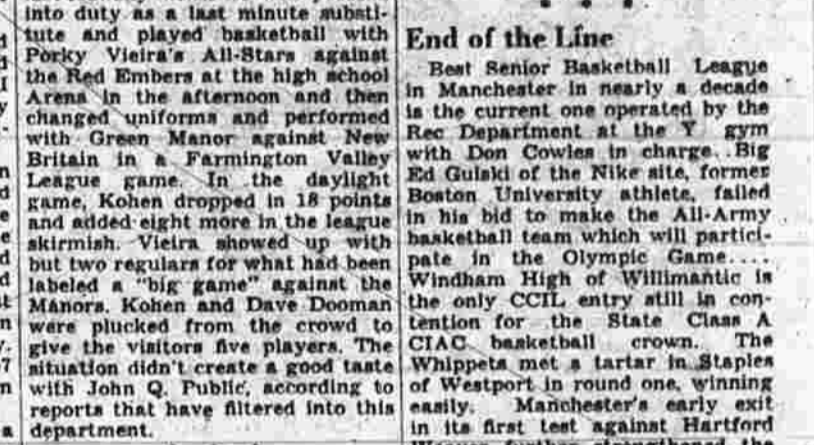 into duty as a last minute substi-
tute and played basketball with
Porky Vieira's All-Stars against
the Red Embers at the high school
Arena in the afternoon and then
changed uniforms and performed
with Green Manor against New
Britain in a Farmington Valley
League game. In the daylight
game, Kohen dropped in 18 points
and added eight more in the league
skirmish. Vieira showed up with
but two regulars for what had been
labeled a "big game" against the
Manors. Kohen and Dave Dooman
were plucked from the crowd to
give the visitors five players. The
situation didn't create a good taste
with John Q. Public, according to
reports that have filtered into this
department.
End of the Line
Best Senior Basketball League
in Manchester in nearly a decade
is the current one operated by the
Rec Department at the Y gym
with Don Cowles in charge. . Big
Ed Gulski of the Nike site, former
Boston University athlete, failed
in his bid to make the All-Army
basketball team which will partici-
pate in the Olympic Game....
Windham High of Willimantic is
the only CCIL entry still in con-
tention for the State Class A
CIAC basketball crown. The
Whippets met a tartar in Staples
of Westport in round one, winning
easily. Manchester's early exit
in its first test against Hartford